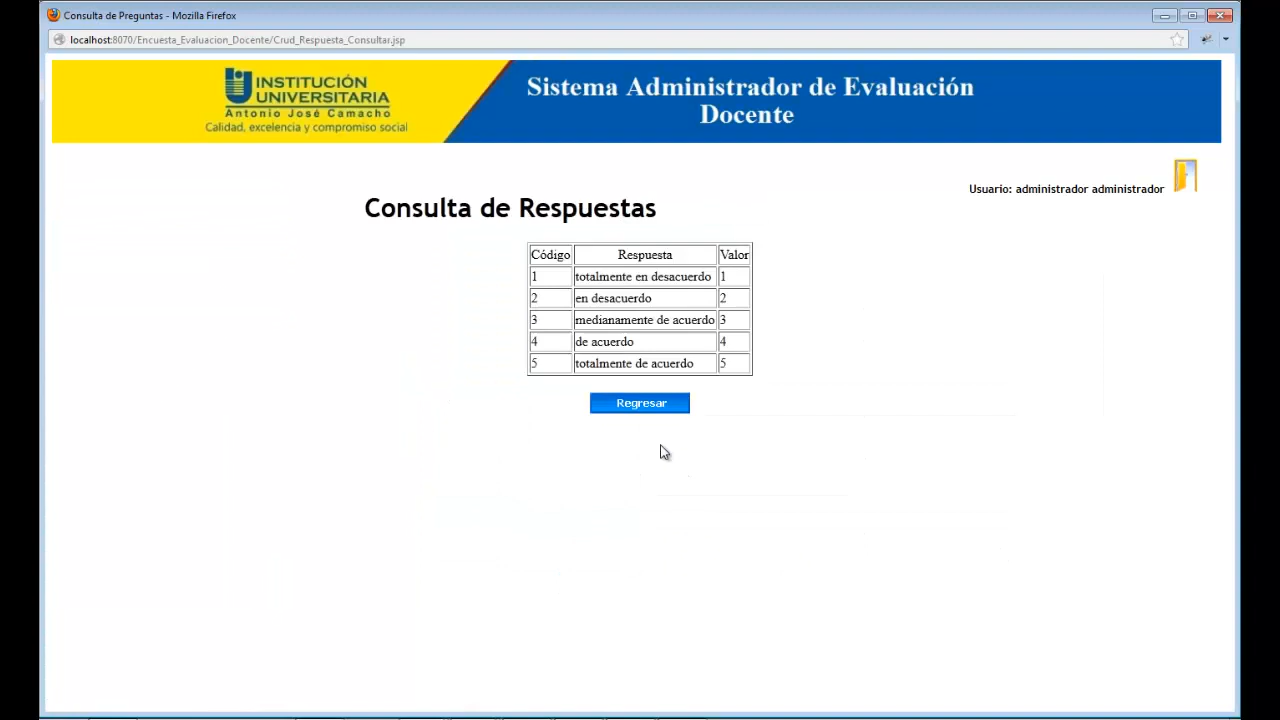 Consulta de Preguntas - Mozilla Firefox
localhost:8070/Encuesta_Evaluacion_Docente/Crud_Respuesta_Consultar.jsp
INSTITUCIÓN
UNIVERSITARIA
Antonio José Camacho
Calidad, excelencia y compromiso social
Sistema Administrador de Evaluación
Docente
Usuario: administrador administrador
Consulta de Respuestas
Código Respuesta Valor
1 totalmente en desacuerdo 1
2 en desacuerdo 2
3 medianamente de acuerdo 3
4 de acuerdo 4
5 totalmente de acuerdo 5
Regresar